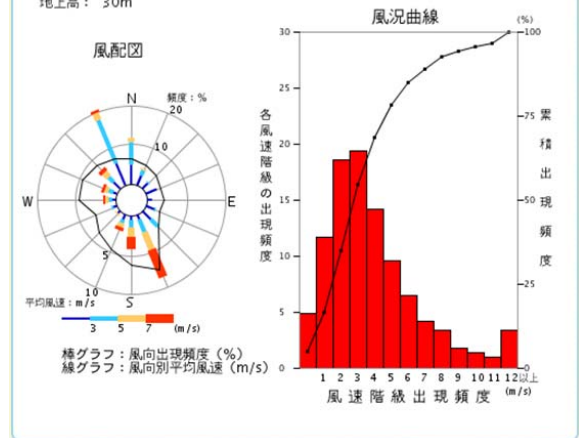 地上高： 30m
風配図
風況曲線
頻度：%
N
20
10
W
E
5
10
S
平均風速：m/s
3 5 7 (m/s)
棒グラフ：風向出現頻度（%）
線グラフ：風向別平均風速（m/s）
(%)
各風速階級の出現頻度
30
25
20
15
10
5
0
100
75
50
25
0
累積出現頻度
1 2 3 4 5 6 7 8 9 10 11 12以上
(m/s)
風速階級出現頻度